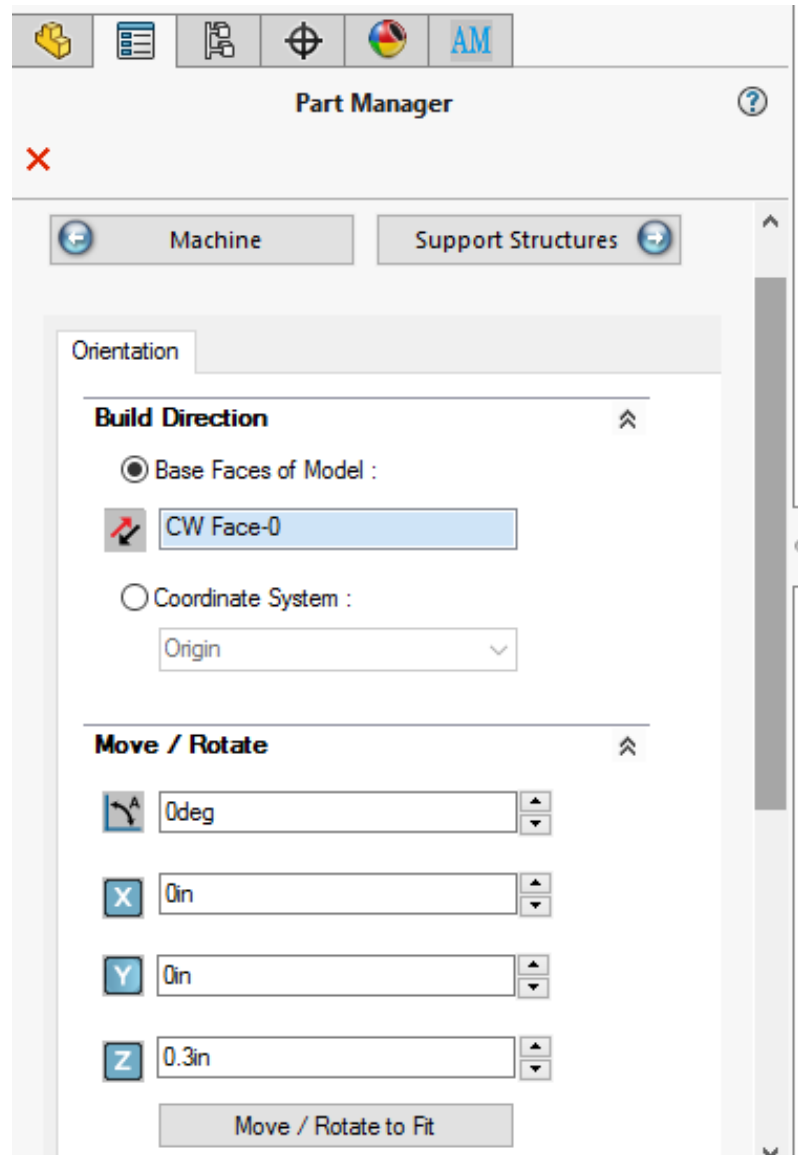 AM
Part Manager
Machine
Support Structures
Orientation
Build Direction
Base Faces of Model :
CW Face-0
Coordinate System :
Origin
Move / Rotate
A
0deg
X
0in
Y
0in
Z
0.3in
Move / Rotate to Fit